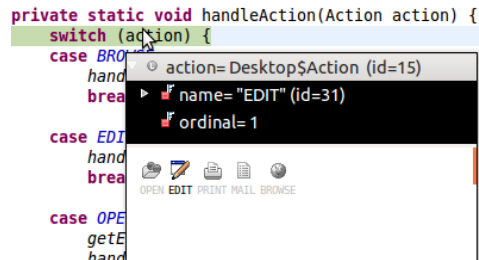 private static void handleAction(Action action) {
switch (action) {
case BROW
action= Desktop$Action (id=15)
hand
name= "EDIT" (id=31)
brea
ordinal= 1
case EDI
hand
OPEN EDIT PRINT MAIL BROWSE
brea
case OPE
getE
hand